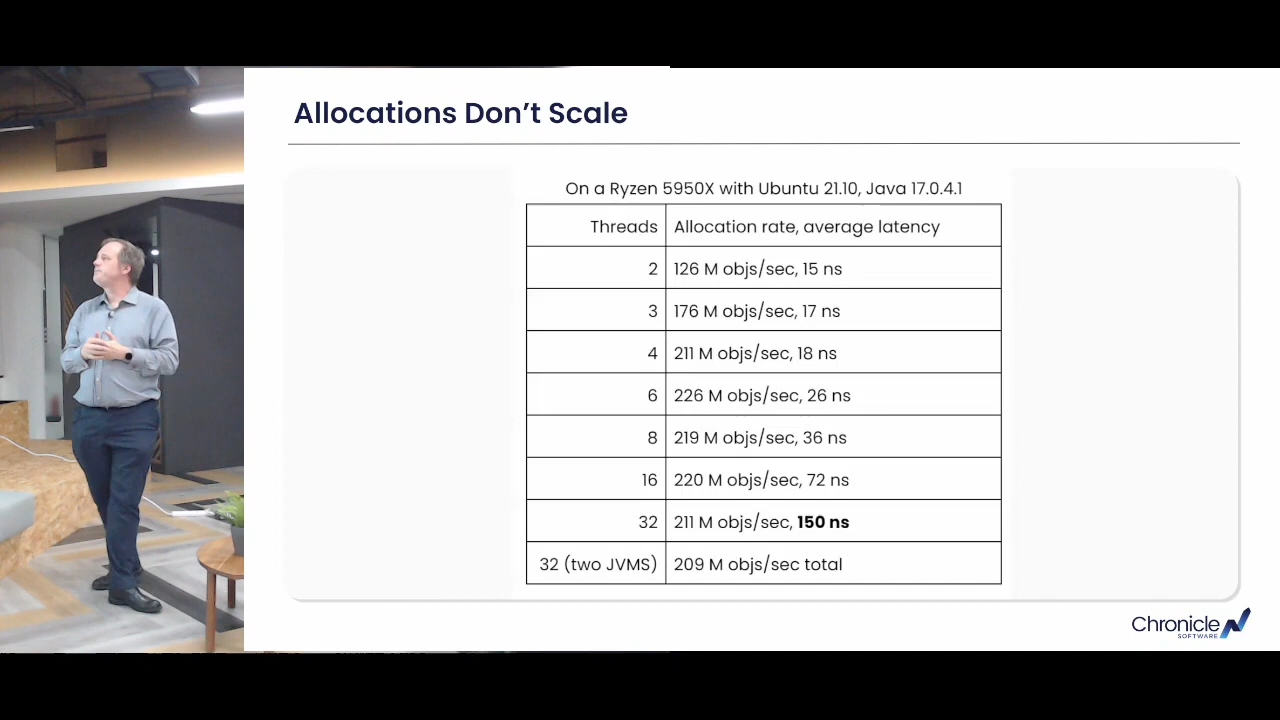 Allocations Don’t Scale
On a Ryzen 5950X with Ubuntu 21.10, Java 17.0.4.1
Threads Allocation rate, average latency
2 126 M objs/sec, 15 ns
3 176 M objs/sec, 17 ns
4 211 M objs/sec, 18 ns
6 226 M objs/sec, 26 ns
8 219 M objs/sec, 36 ns
16 220 M objs/sec, 72 ns
32 211 M objs/sec, 150 ns
32 (two JVMS) 209 M objs/sec total
Chronicle
SOFTWARE